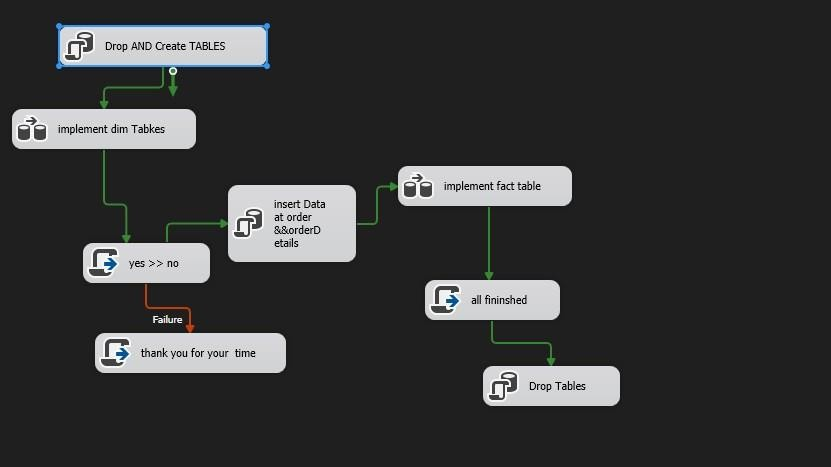 Drop AND Create TABLES
implement dim Tabkes
insert Data
at order
&&orderD
etails
implement fact table
yes >> no
all fininshed
Failure
thank you for your  time
Drop Tables